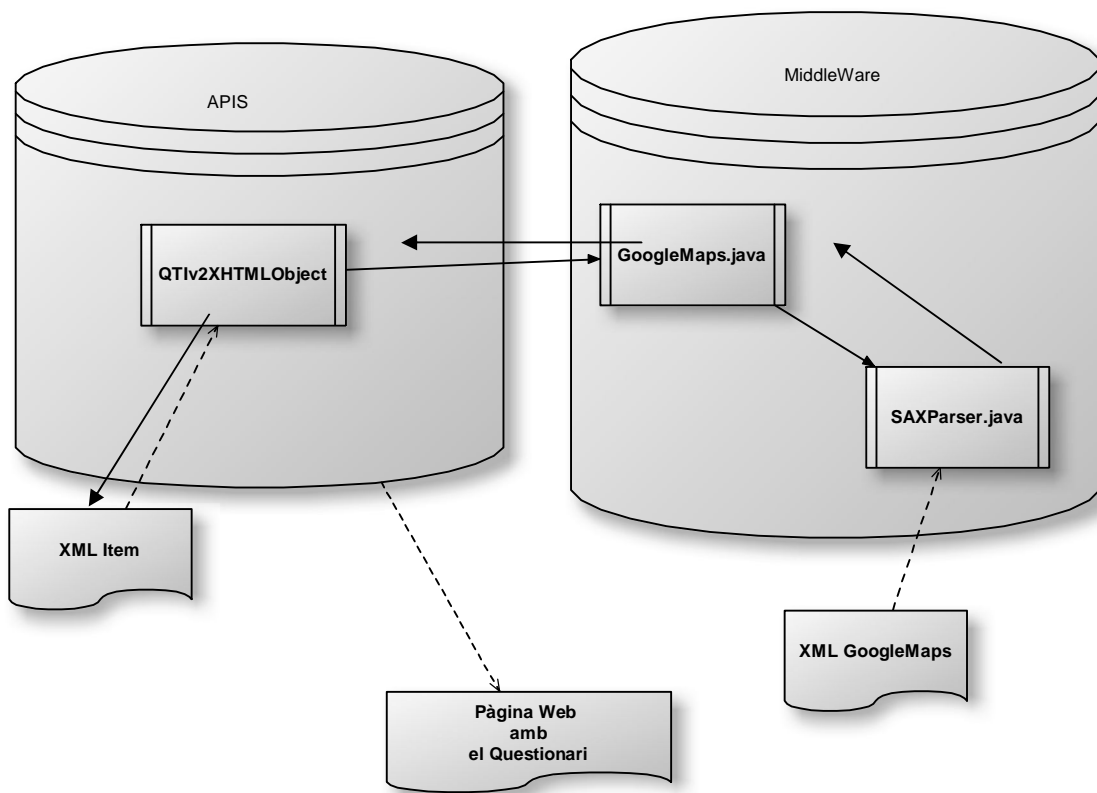 APIS
MiddleWare
QTIv2XHTMLObject
GoogleMaps.java
SAXParser.java
XML Item
XML GoogleMaps
Pàgina Web
amb
el Questionari